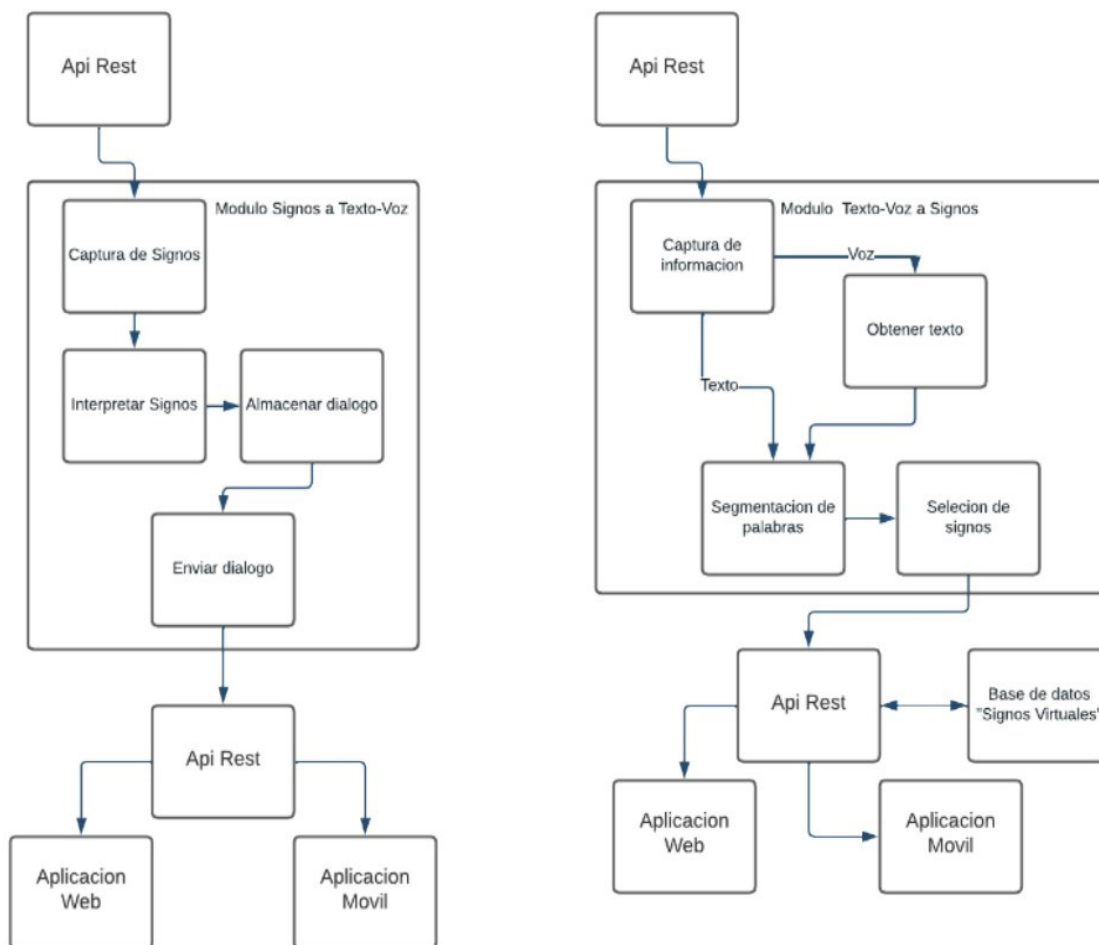 Api Rest
Modulo Signos a Texto-Voz
Captura de Signos
Interpretar Signos
Almacenar dialogo
Enviar dialogo
Api Rest
Aplicacion
Web
Aplicacion
Movil
Api Rest
Modulo Texto-Voz a Signos
Captura de
informacion
Voz
Obtener texto
Texto
Segmentacion de
palabras
Selecion de
signos
Api Rest
Base de datos
"Signos Virtuales"
Aplicacion
Web
Aplicacion
Movil